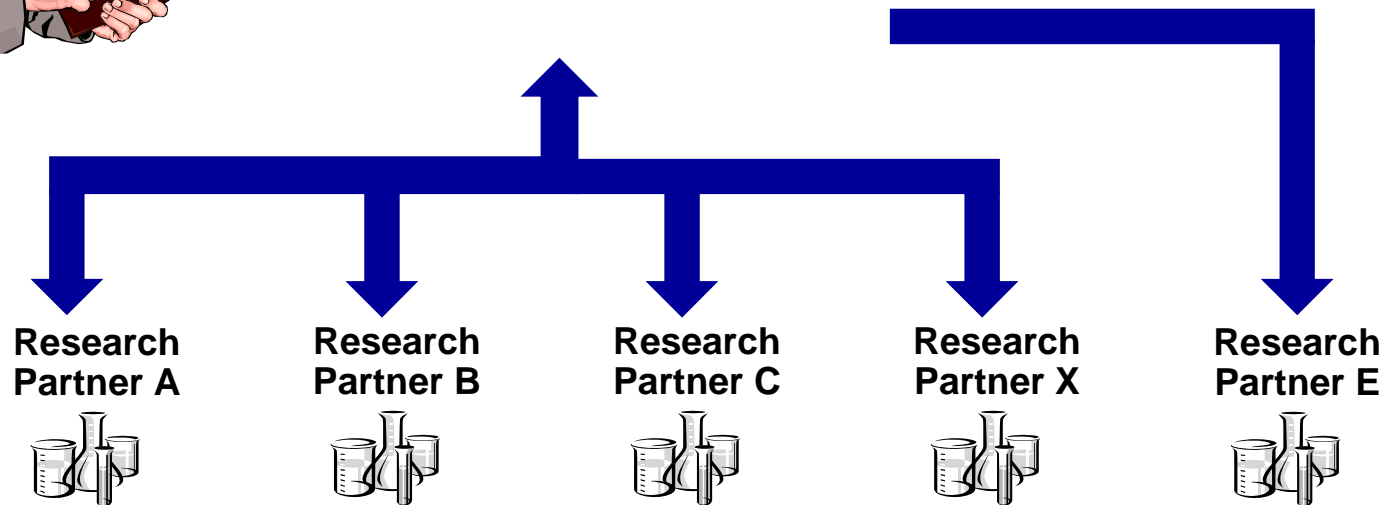 Research
Partner A
Research
Partner B
Research
Partner C
Research
Partner X
Research
Partner E